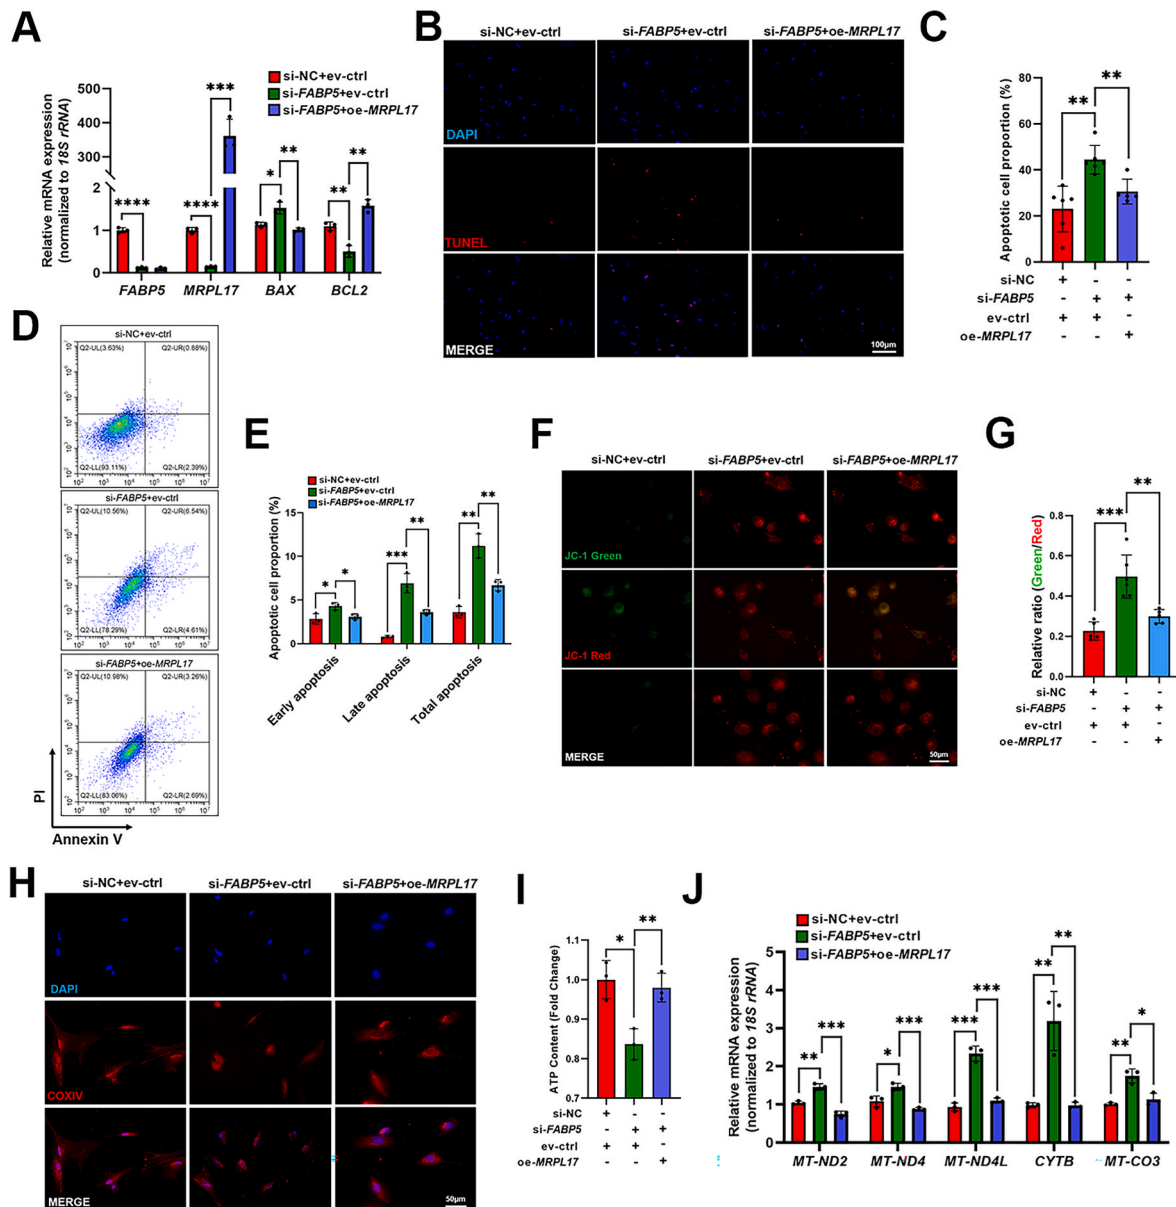 A
si-NC+ev-ctrl
si-FABP5+ev-ctrl
si-FABP5+oe-MRPL17
Relative mRNA expression
(normalized to 18S rRNA)
500
400
300
2
1
0
****
****
***
*
**
**
**
FABP5 MRPL17 BAX BCL2
B
si-NC+ev-ctrl si-FABP5+ev-ctrl si-FABP5+oe-MRPL17
DAPI
TUNEL
MERGE
100μm
C
Apoptotic cell proportion (%)
80
60
40
20
0
** **
si-NC + - -
si-FABP5 - + +
ev-ctrl + + -
oe-MRPL17 - - +
D
si-NC+ev-ctrl
Q2-UL(3.63%) Q2-UR(0.88%)
Q2-LL(93.11%) Q2-LR(2.39%)
si-FABP5+ev-ctrl
Q2-UL(10.56%) Q2-UR(6.54%)
Q2-LL(78.29%) Q2-LR(4.61%)
si-FABP5+oe-MRPL17
Q2-UL(10.98%) Q2-UR(3.26%)
Q2-LL(83.06%) Q2-LR(2.69%)
10² 10³ 10⁴ 10⁵ 10⁶ 10⁷
PI
Annexin V
E
si-NC+ev-ctrl
si-FABP5+ev-ctrl
si-FABP5+oe-MRPL17
Apoptotic cell proportion (%)
15
10
5
0
* * *** ** ** **
Early apoptosis Late apoptosis Total apoptosis
F
si-NC+ev-ctrl si-FABP5+ev-ctrl si-FABP5+oe-MRPL17
JC-1 Green
JC-1 Red
MERGE
50μm
G
Relative ratio (Green/Red)
0.8
0.6
0.4
0.2
0.0
*** **
si-NC + - -
si-FABP5 - + +
ev-ctrl + + -
oe-MRPL17 - - +
H
si-NC+ev-ctrl si-FABP5+ev-ctrl si-FABP5+oe-MRPL17
DAPI
COXIV
MERGE
50μm
I
ATP Content (Fold Change)
1.1
1.0
0.9
0.8
0.7
* **
si-NC + - -
si-FABP5 - + +
ev-ctrl + + -
oe-MRPL17 - - +
J
si-NC+ev-ctrl
si-FABP5+ev-ctrl
si-FABP5+oe-MRPL17
Relative mRNA expression
(normalized to 18S rRNA)
5
4
3
2
1
0
** *** * *** *** *** ** ** ** *
MT-ND2 MT-ND4 MT-ND4L CYTB MT-CO3